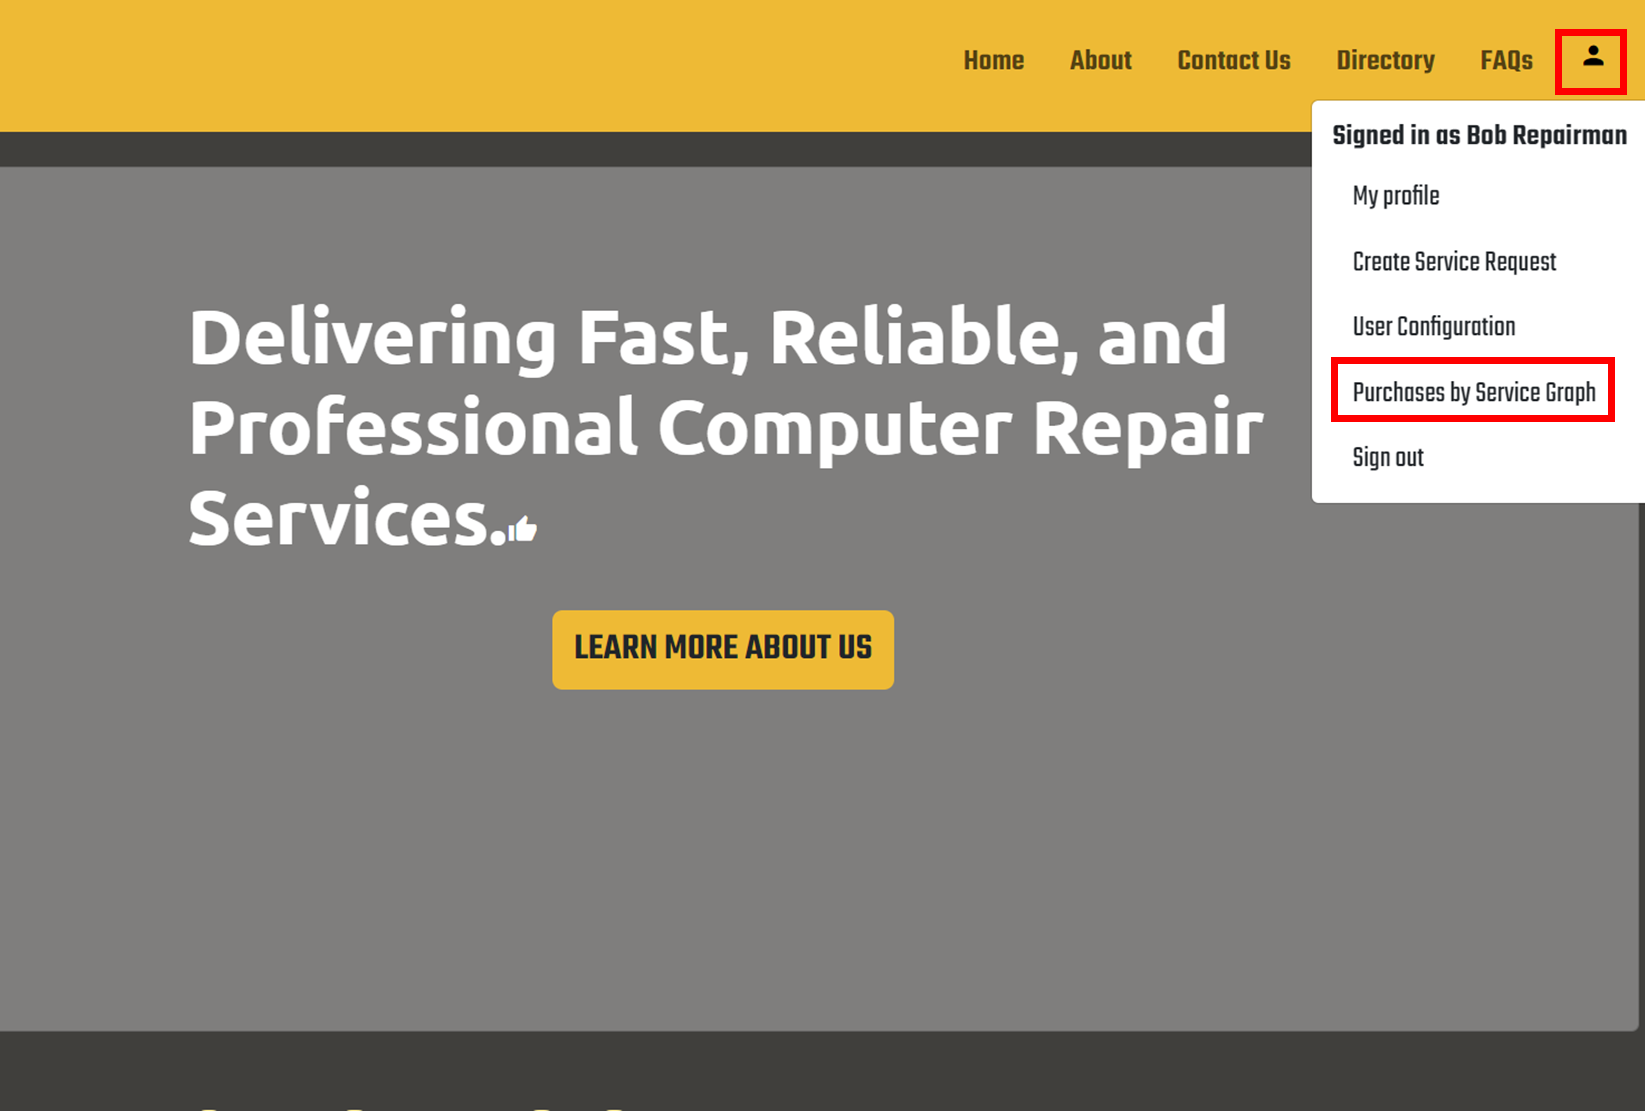 Home About Contact Us Directory FAQs
Signed in as Bob Repairman
My profile
Create Service Request
User Configuration
Purchases by Service Graph
Sign out
Delivering Fast, Reliable, and
Professional Computer Repair
Services.
LEARN MORE ABOUT US